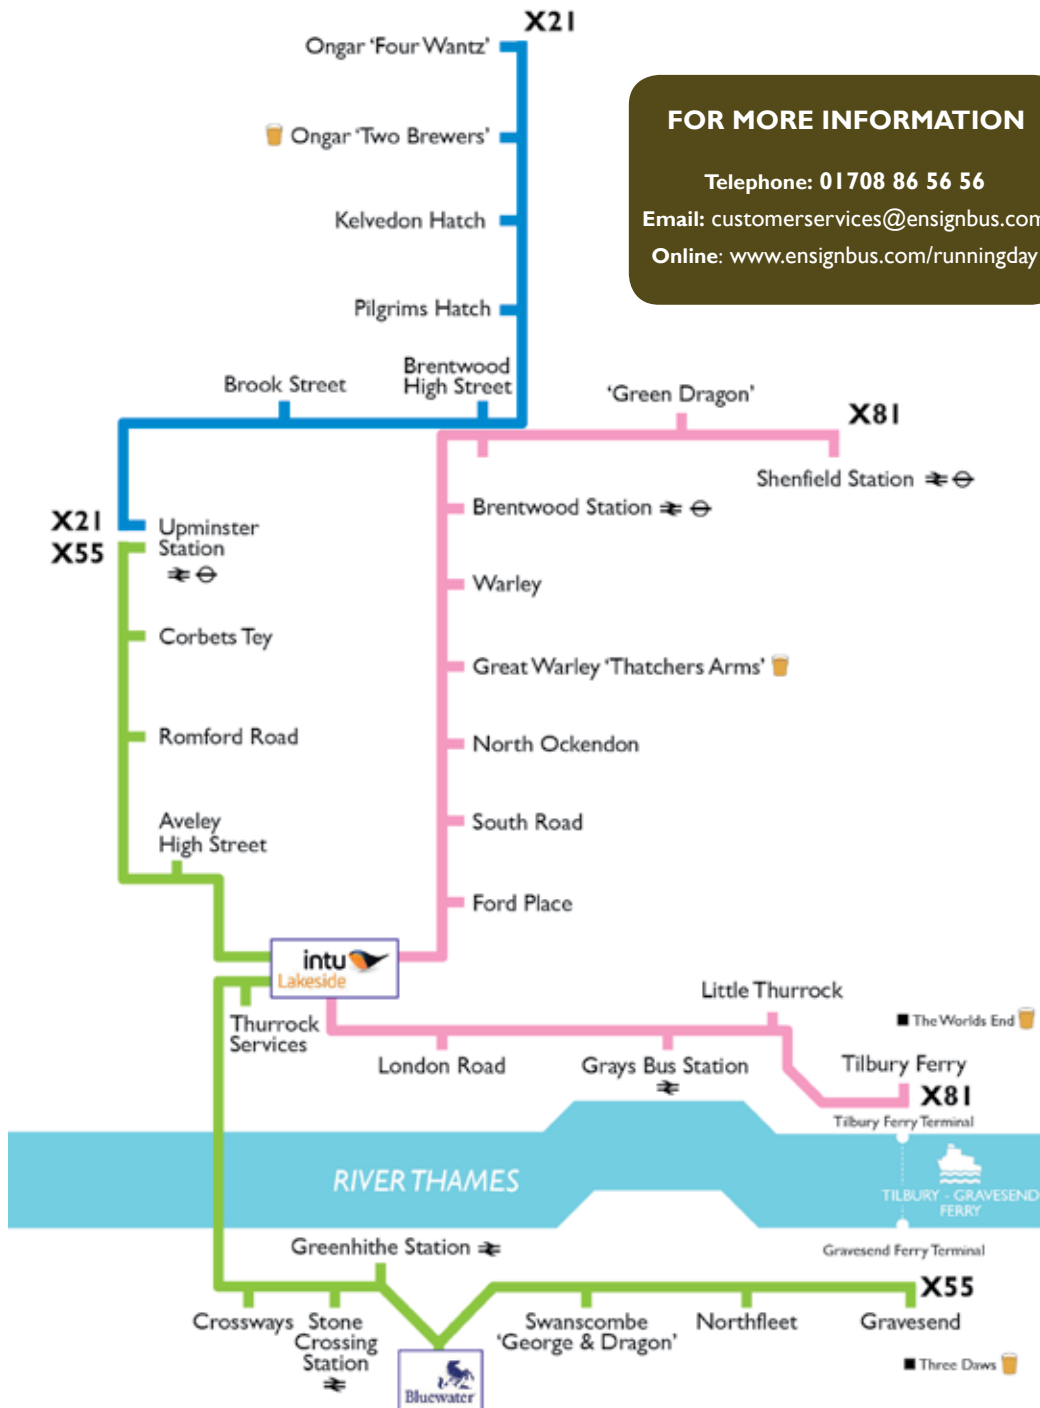 X21
Ongar ‘Four Wantz’
FOR MORE INFORMATION
Telephone: 01708 86 56 56
Email: customerservices@ensignbus.com
Online: www.ensignbus.com/runningday
Ongar ‘Two Brewers’
Kelvedon Hatch
Pilgrims Hatch
Brentwood
High Street
Brook Street
‘Green Dragon’
X81
Shenfield Station
Brentwood Station
X21
X55
Upminster
Station
Warley
Corbets Tey
Great Warley ‘Thatchers Arms’
Romford Road
North Ockendon
Aveley
High Street
South Road
Ford Place
intu
Lakeside
Thurrock
Services
Little Thurrock
The Worlds End
London Road
Grays Bus Station
Tilbury Ferry
X81
Tilbury Ferry Terminal
RIVER THAMES
TILBURY - GRAVESEND
FERRY
Gravesend Ferry Terminal
Greenhithe Station
X55
Crossways
Stone
Crossing
Station
Swanscombe
‘George & Dragon’
Northfleet
Gravesend
Bluewater
Three Daws